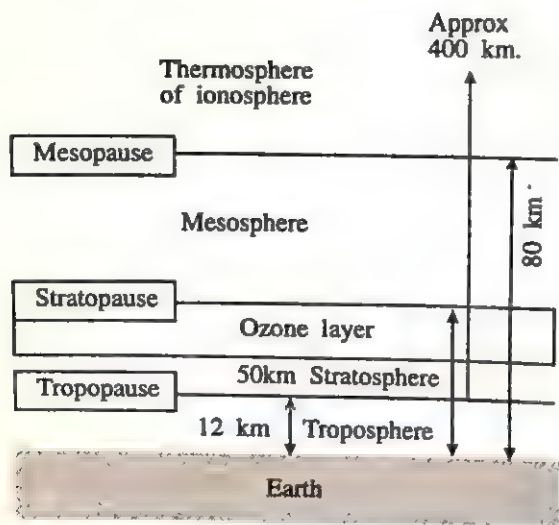 Approx
400 km.
Thermosphere
of ionosphere
Mesopause
80 km
Mesosphere
Stratopause
Ozone layer
50km Stratosphere
Tropopause
12 km Troposphere
Earth